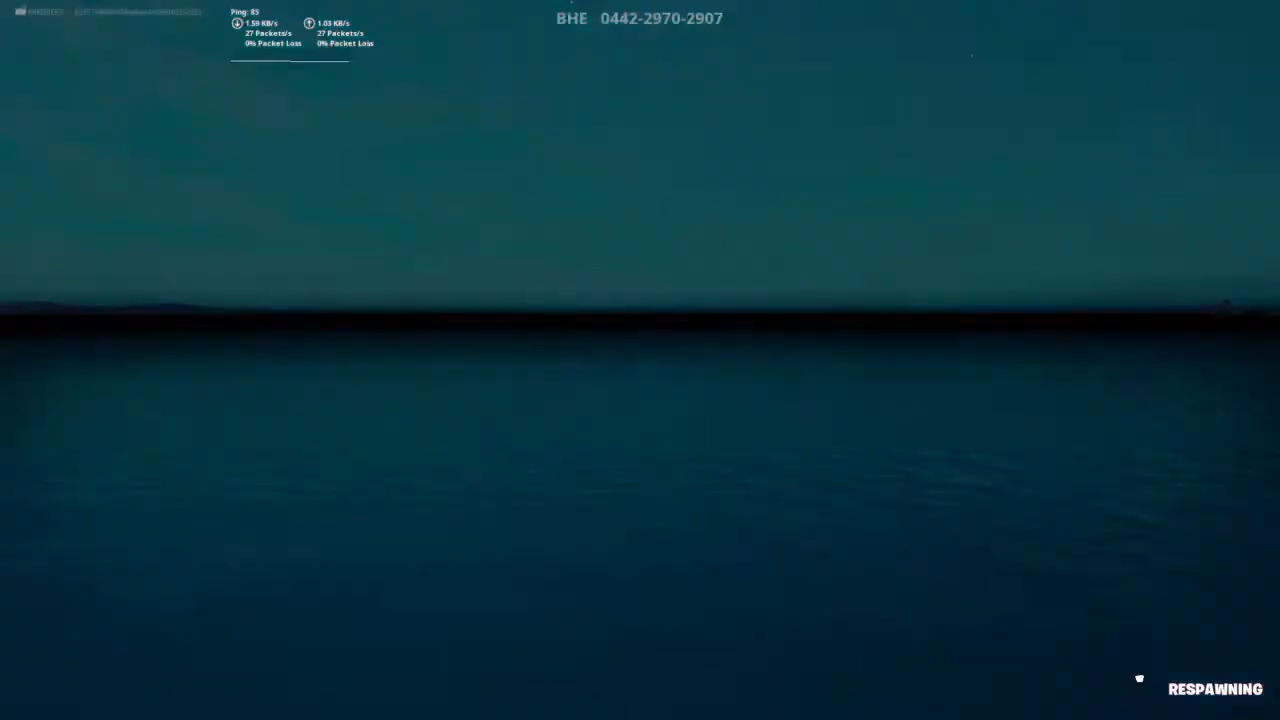 Ping: 85
1.59 KB/s 1.03 KB/s
27 Packets/s 27 Packets/s
0% Packet Loss 0% Packet Loss
BHE 0442-2970-2907
RESPAWNING